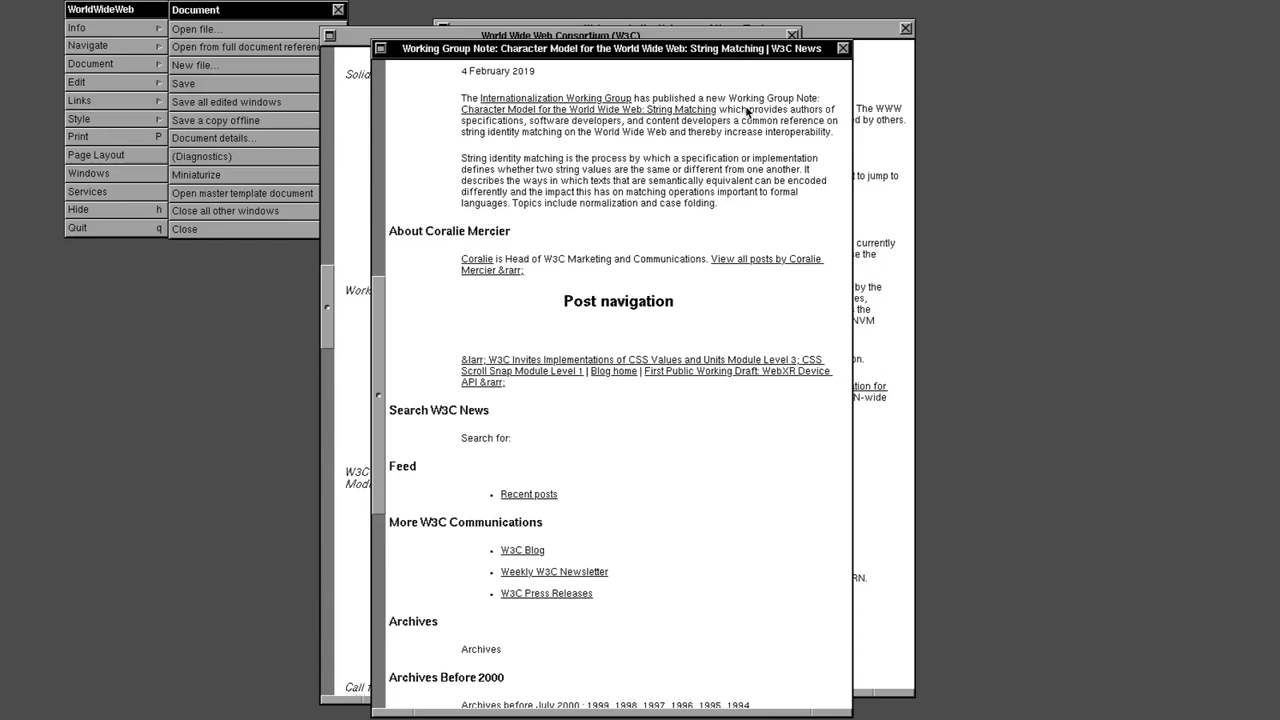 WorldWideWeb
Info
Navigate
Document
Edit
Links
Style
Print P
Page Layout
Windows
Services
Hide h
Quit q
Document
Open file...
Open from full document referenc
New file...
Save
Save all edited windows
Save a copy offline
Document details...
(Diagnostics)
Miniaturize
Open master template document
Close all other windows
Close
World Wide Web Consortium (W3C)
Solid
Work
W3C
Mod
Call f
Working Group Note: Character Model for the World Wide Web: String Matching | W3C News
4 February 2019
The Internationalization Working Group has published a new Working Group Note:
Character Model for the World Wide Web: String Matching which provides authors of
specifications, software developers, and content developers a common reference on
string identity matching on the World Wide Web and thereby increase interoperability.
String identity matching is the process by which a specification or implementation
defines whether two string values are the same or different from one another. It
describes the ways in which texts that are semantically equivalent can be encoded
differently and the impact this has on matching operations important to formal
languages. Topics include normalization and case folding.
About Coralie Mercier
Coralie is Head of W3C Marketing and Communications. View all posts by Coralie
Mercier &rarr;
Post navigation
&larr; W3C Invites Implementations of CSS Values and Units Module Level 3; CSS
Scroll Snap Module Level 1 | Blog home | First Public Working Draft: WebXR Device
API &rarr;
Search W3C News
Search for:
Feed
• Recent posts
More W3C Communications
• W3C Blog
• Weekly W3C Newsletter
• W3C Press Releases
Archives
Archives
Archives Before 2000
Archives before July 2000 : 1999, 1998, 1997, 1996, 1995, 1994
The WWW
d by others.
t to jump to
currently
e the
by the
es,
s the
NVM
on.
ation for
N-wide
RN.